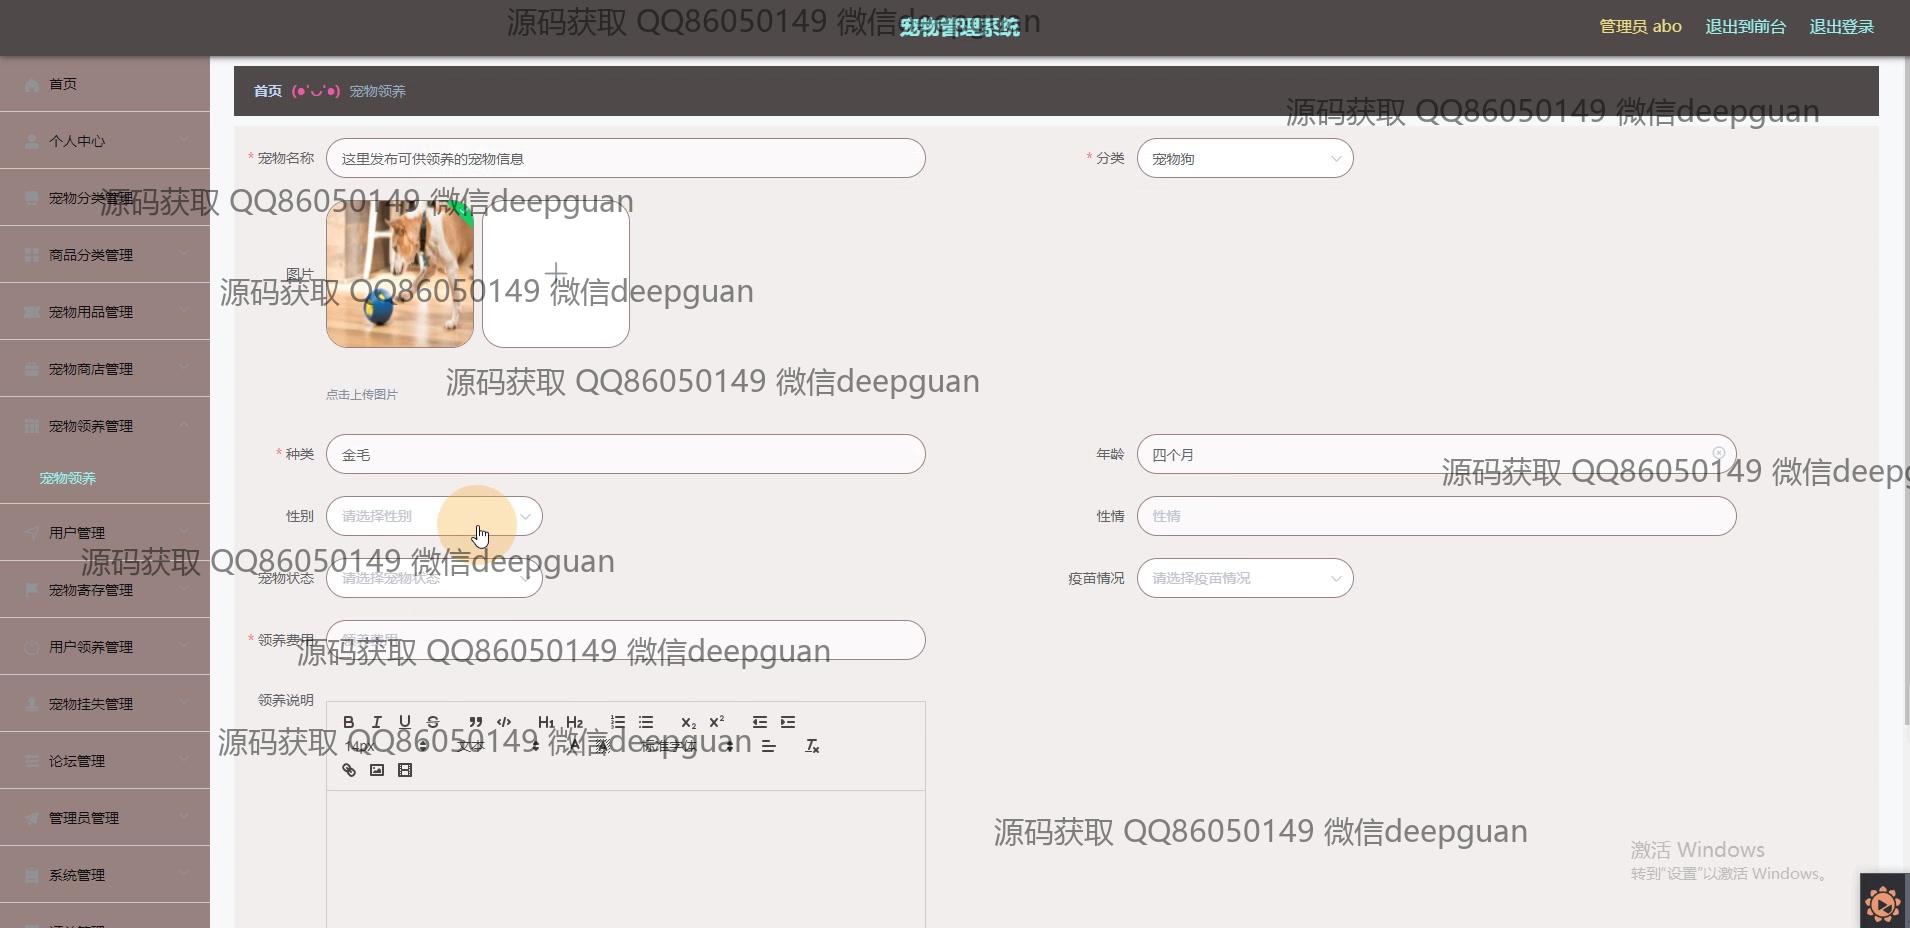 源码获取 QQ86050149 微信deepguan
宠物管理系统
管理员 abo
退出到前台
退出登录
首页
首页 (●'◡'●) 宠物领养
源码获取 QQ86050149 微信deepguan
个人中心
* 宠物名称 这里发布可供领养的宠物信息
* 分类 宠物狗
宠物分类管理
源码获取 QQ86050149 微信deepguan
商品分类管理
图片
源码获取 QQ86050149 微信deepguan
宠物用品管理
宠物商店管理
源码获取 QQ86050149 微信deepguan
点击上传图片
宠物领养管理
* 种类 金毛
年龄 四个月
宠物领养
源码获取 QQ86050149 微信deepg
性别 请选择性别
性情 性情
用户管理
源码获取 QQ86050149 微信deepguan
宠物状态 请选择宠物状态
疫苗情况 请选择疫苗情况
宠物寄存管理
* 领养费用 领养费用
用户领养管理
源码获取 QQ86050149 微信deepguan
领养说明
宠物挂失管理
B I U S ” </> H1 H2 X2 X2
源码获取 QQ86050149 微信deepguan
14px 文本 A A 标准字体 Tx
论坛管理
管理员管理
源码获取 QQ86050149 微信deepguan
激活 Windows
转到“设置”以激活 Windows。
系统管理